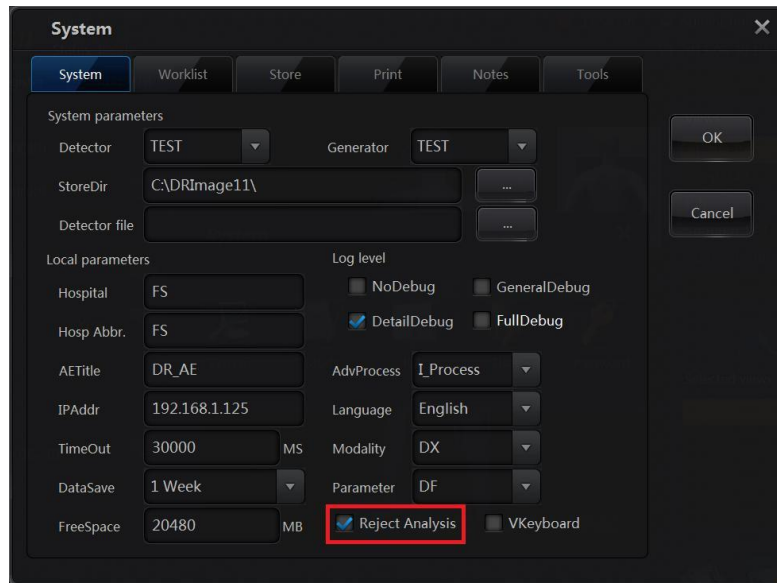 System
System Worklist Store Print Notes Tools
System parameters
Detector TEST Generator TEST
StoreDir C:\DRImage11\ ...
Detector file ...
OK
Cancel
Local parameters Log level
Hospital FS NoDebug GeneralDebug
Hosp Abbr. FS DetailDebug FullDebug
AETitle DR_AE AdvProcess I_Process
IPAddr 192.168.1.125 Language English
TimeOut 30000 MS Modality DX
DataSave 1 Week Parameter DF
FreeSpace 20480 MB Reject Analysis VKeyboard